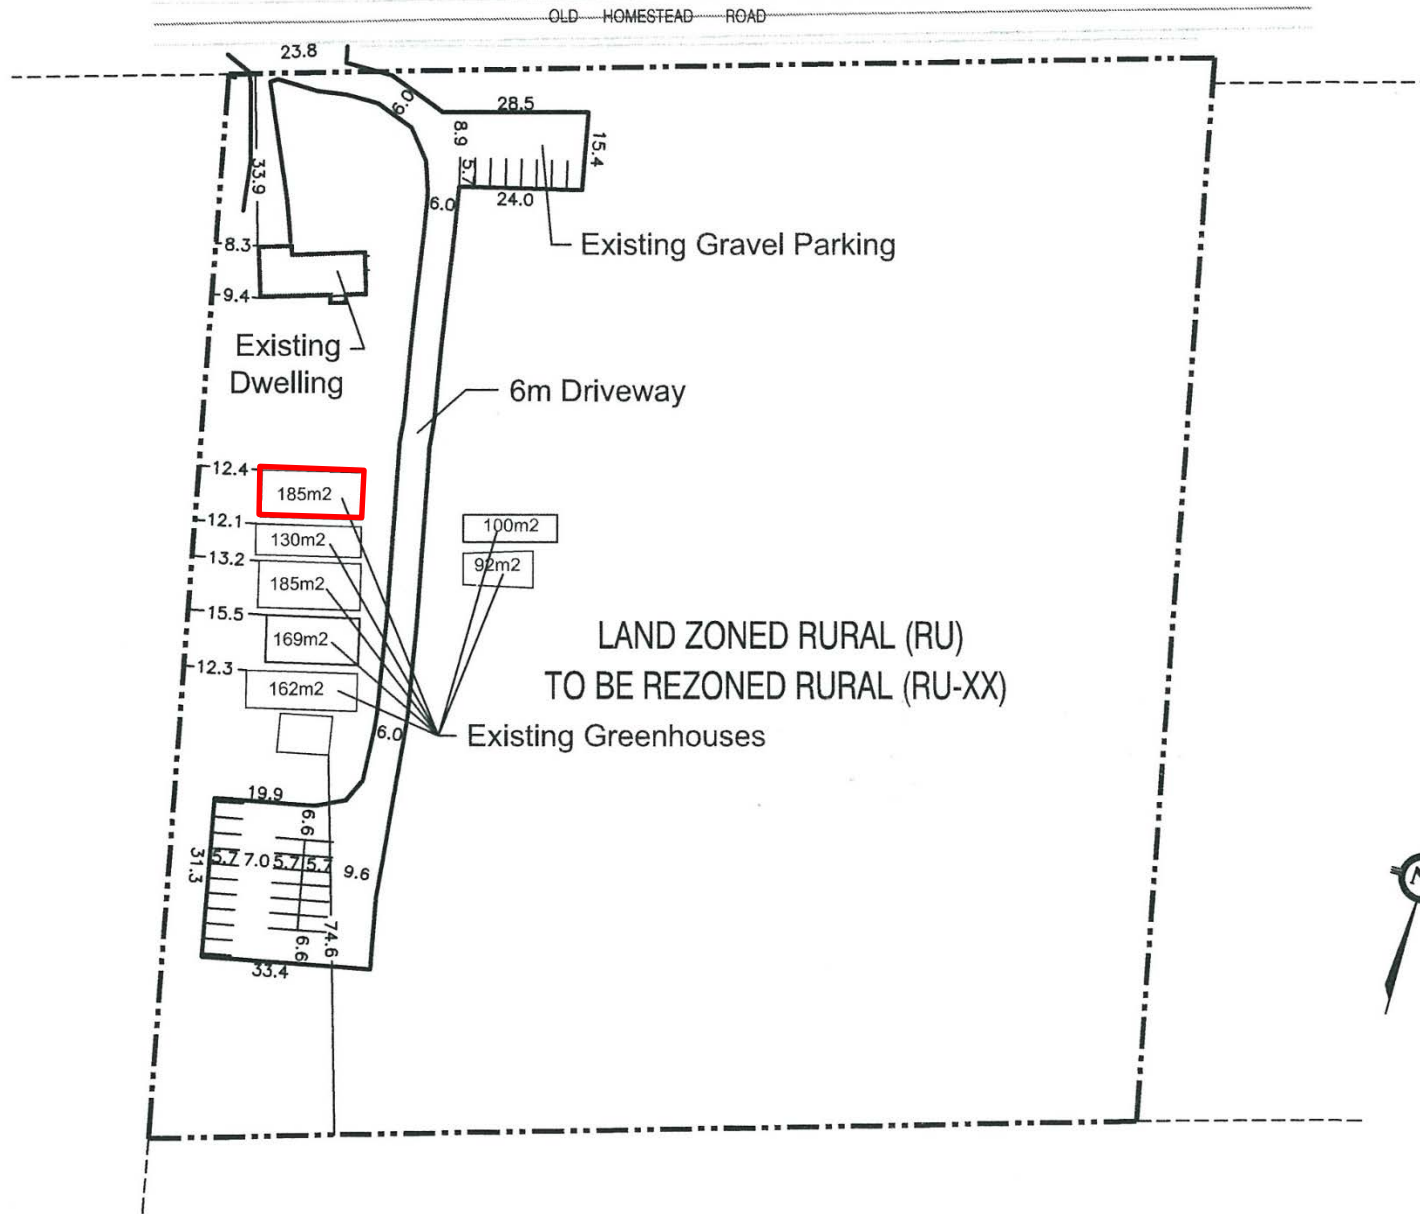 OLD HOMESTEAD ROAD
23.8
6.0
28.5
8.9
15.4
5.7
33.9
24.0
6.0
8.3
Existing Gravel Parking
9.4
Existing
Dwelling
6m Driveway
12.4
185m2
12.1
100m2
130m2
13.2
92m2
185m2
15.5
LAND ZONED RURAL (RU)
169m2
12.3
TO BE REZONED RURAL (RU-XX)
162m2
6.0
Existing Greenhouses
19.9
6.6
31.3
5.7
7.0
5.7
5.7
9.6
74.6
6.6
33.4